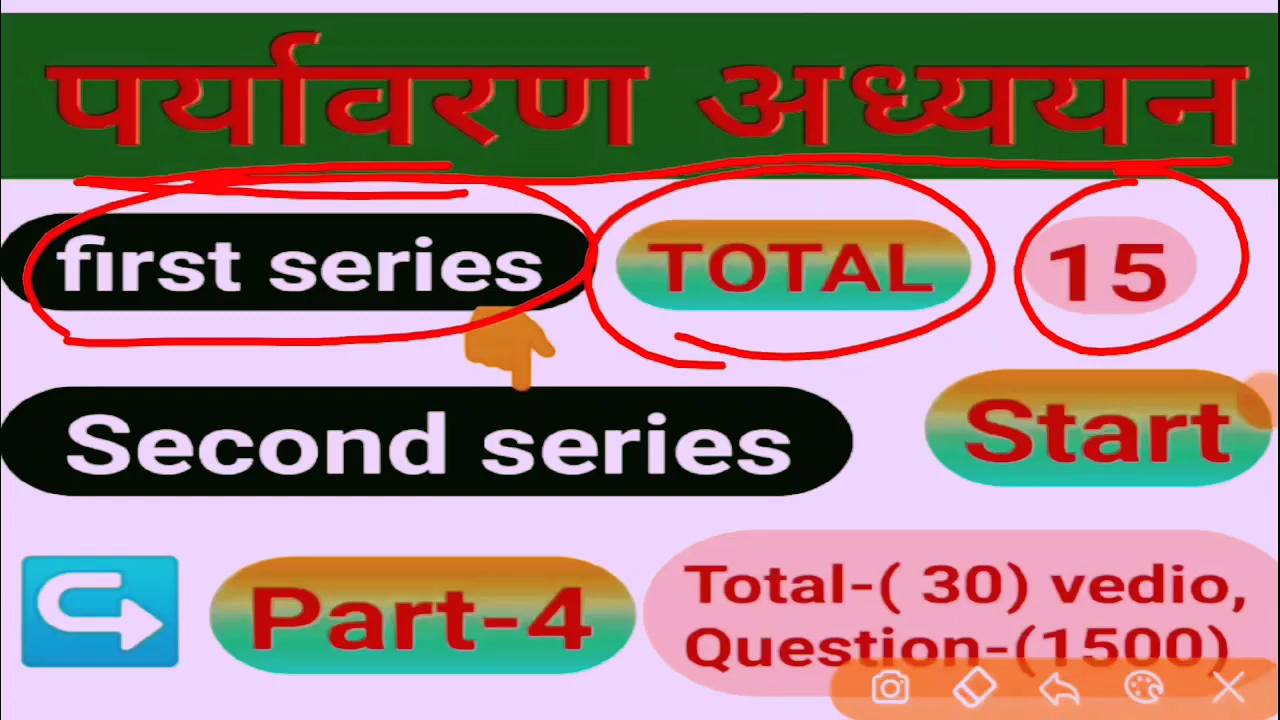 पर्यावरण अध्ययन
first series TOTAL 15
Second series Start
Part-4 Total-( 30) vedio,
Question-(1500)